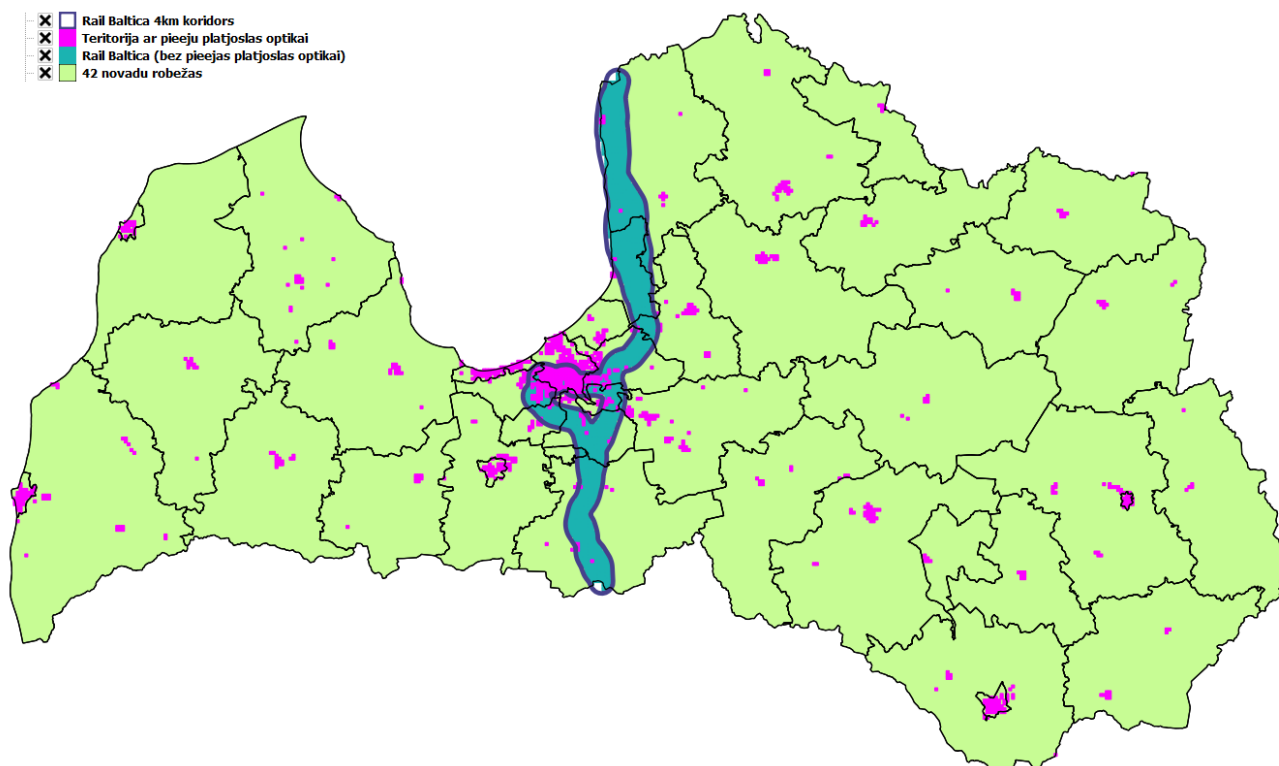 Rail Baltica 4km koridors
Teritorija ar pieeju platjoslas optikai
Rail Baltica (bez pieejas platjoslas optikai)
42 novadu robežas